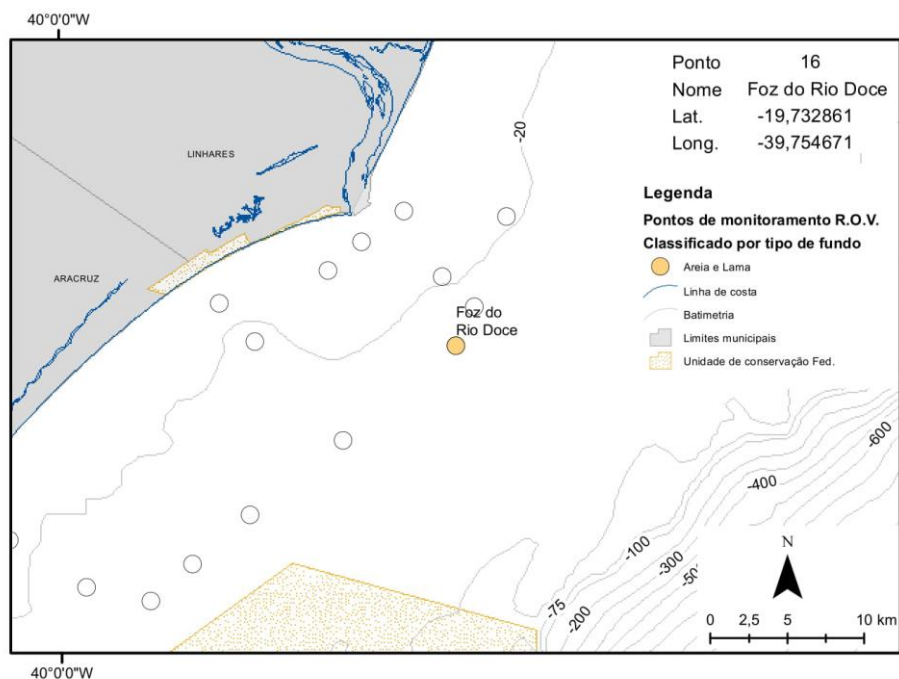 40°0'0"W
Ponto 16
Nome Foz do Rio Doce
Lat. -19,732861
Long. -39,754671
-20
LINHARES
Legenda
Pontos de monitoramento R.O.V.
Classificado por tipo de fundo
Areia e Lama
Linha de costa
Batimetria
Limites municipais
Unidade de conservação Fed.
ARACRUZ
Foz do
Rio Doce
-600
-400
-100
-300
-50
-75
-200
N
0 2,5 5 10 km
40°0'0"W